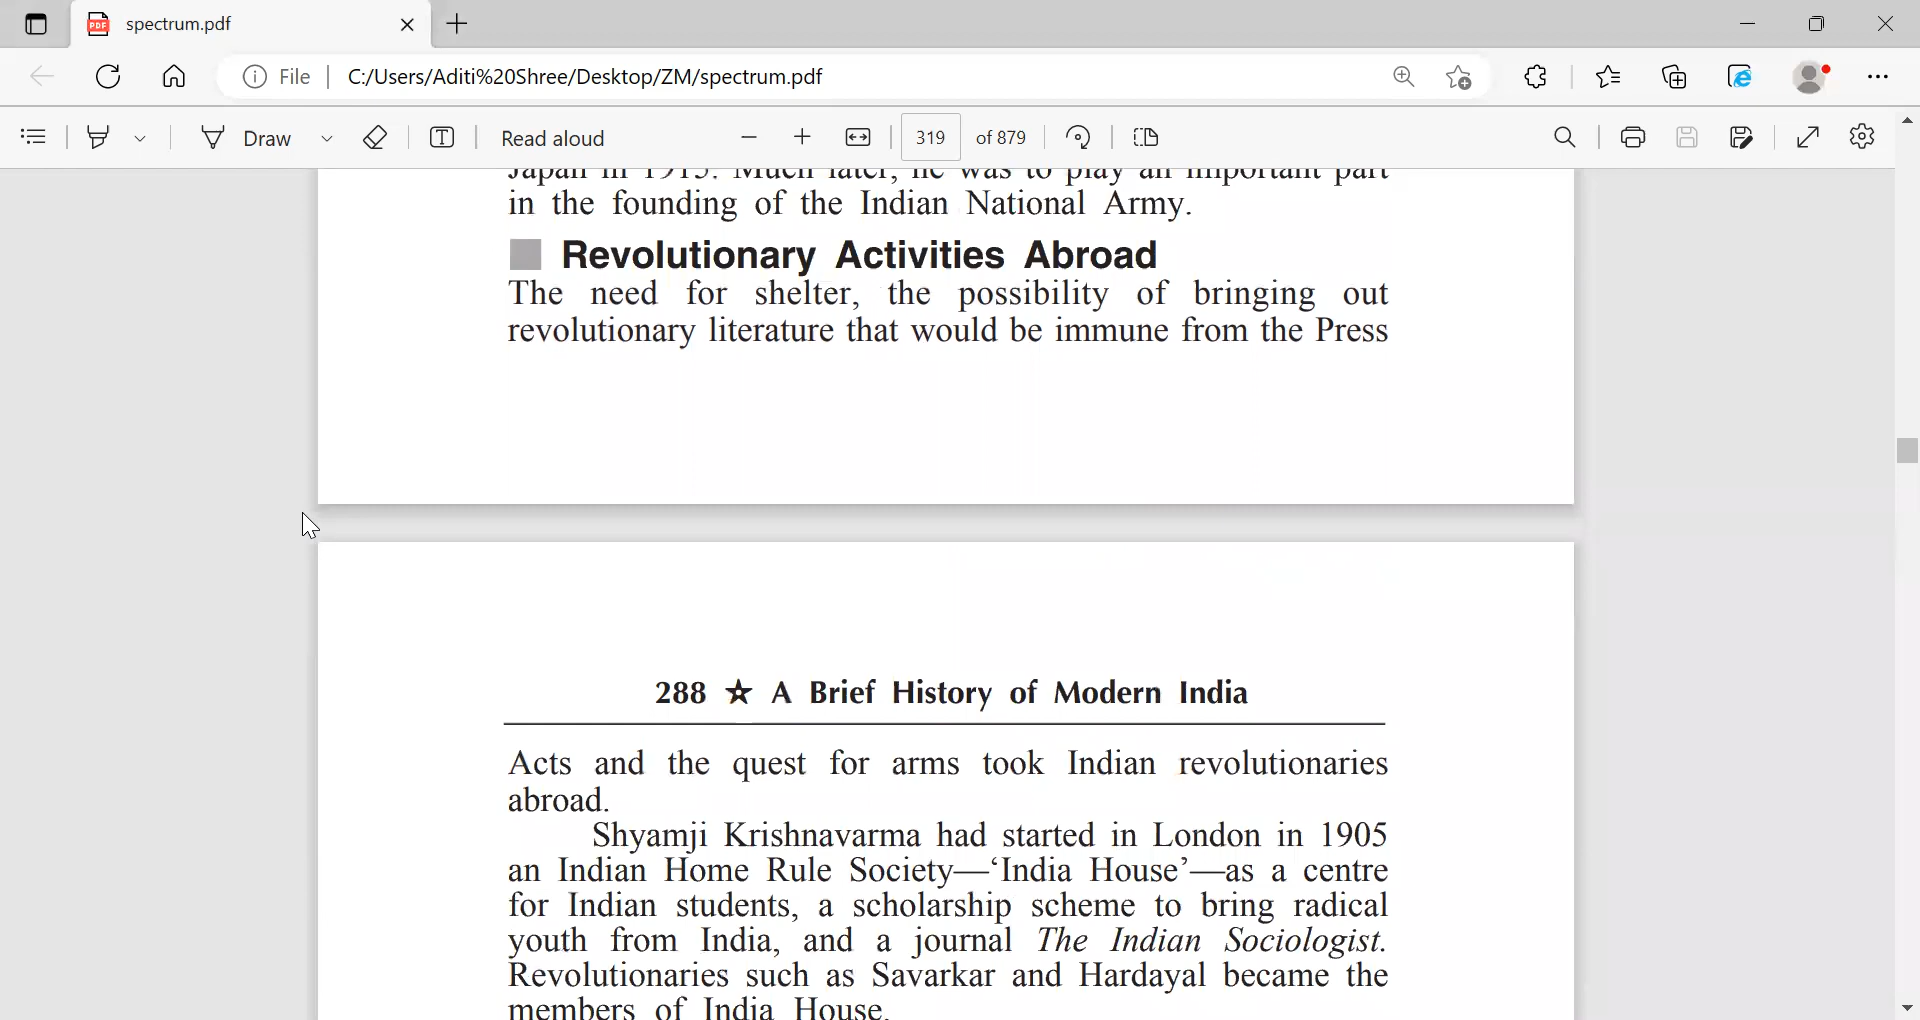 spectrum.pdf
File C:/Users/Aditi%20Shree/Desktop/ZM/spectrum.pdf
Draw Read aloud 319 of 879
Japan in 1915. Much later, he was to play an important part
in the founding of the Indian National Army.
Revolutionary Activities Abroad
The need for shelter, the possibility of bringing out
revolutionary literature that would be immune from the Press
288 ☆ A Brief History of Modern India
Acts and the quest for arms took Indian revolutionaries
abroad.
Shyamji Krishnavarma had started in London in 1905
an Indian Home Rule Society—‘India House’—as a centre
for Indian students, a scholarship scheme to bring radical
youth from India, and a journal The Indian Sociologist.
Revolutionaries such as Savarkar and Hardayal became the
members of India House.